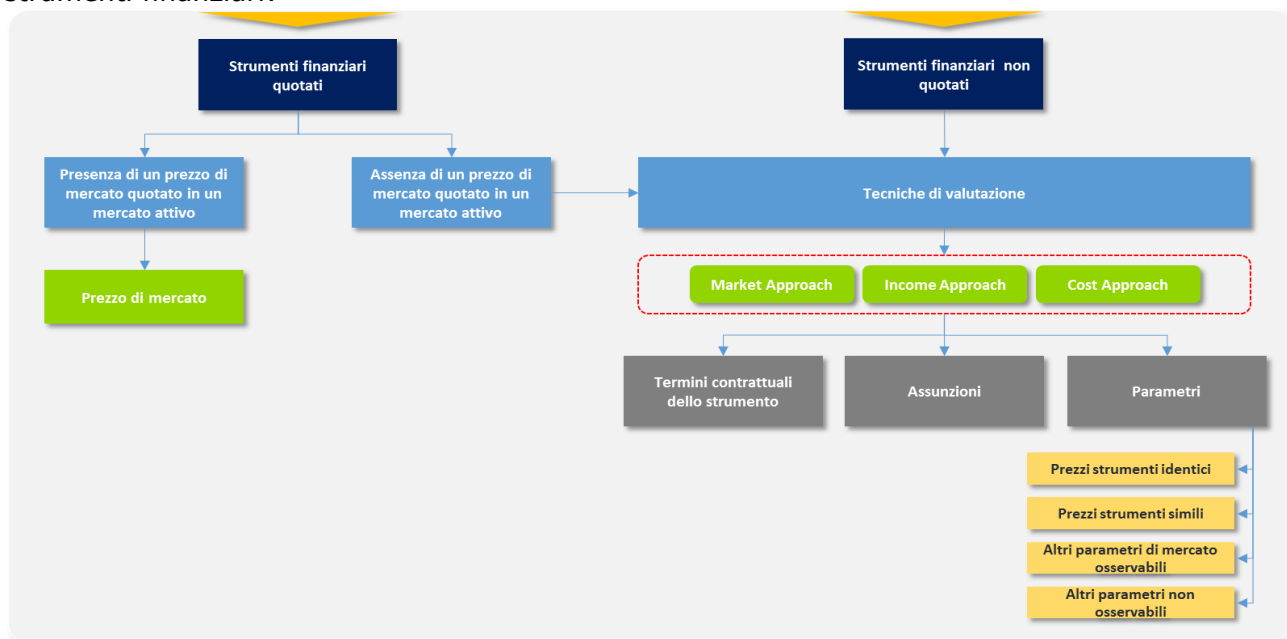 strumenti finanziari.
Strumenti finanziari
quotati
Strumenti finanziari non
quotati
Presenza di un prezzo di
mercato quotato in un
mercato attivo
Assenza di un prezzo di
mercato quotato in un
mercato attivo
Tecniche di valutazione
Prezzo di mercato
Market Approach
Income Approach
Cost Approach
Termini contrattuali
dello strumento
Assunzioni
Parametri
Prezzi strumenti identici
Prezzi strumenti simili
Altri parametri di mercato
osservabili
Altri parametri non
osservabili